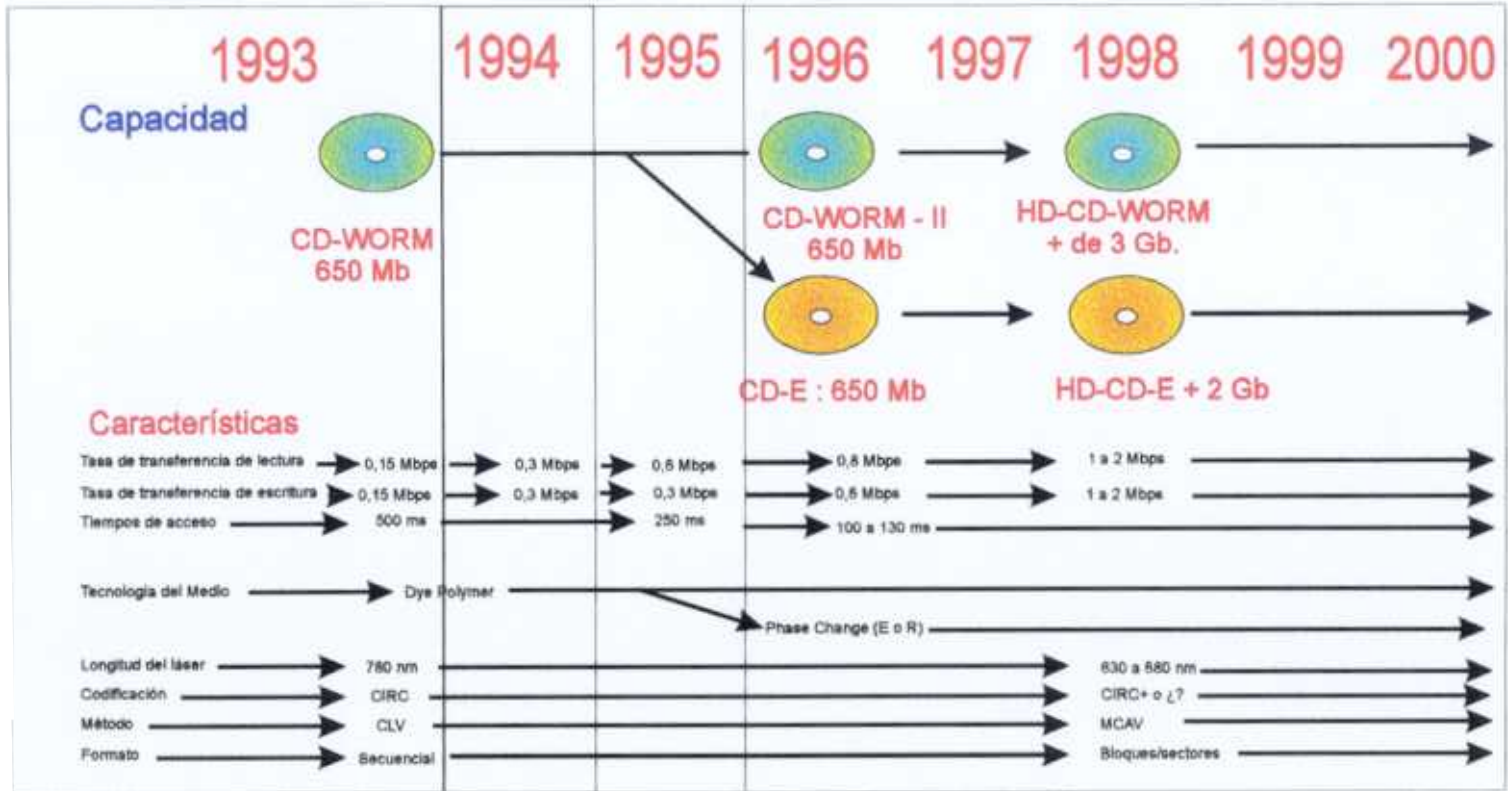 1993 1994 1995 1996 1997 1998 1999 2000
Capacidad
CD-WORM
650 Mb
CD-WORM - II
650 Mb
HD-CD-WORM
+ de 3 Gb.
CD-E : 650 Mb
HD-CD-E + 2 Gb
Características
Tasa de transferencia de lectura 0,15 Mbps 0,3 Mbps 0,6 Mbps 0,8 Mbps 1 a 2 Mbps
Tasa de transferencia de escritura 0,15 Mbps 0,3 Mbps 0,3 Mbps 0,6 Mbps 1 a 2 Mbps
Tiempos de acceso 500 ms 250 ms 100 a 130 ms
Tecnología del Medio Dye Polymer
Phase Change (E o R)
Longitud del láser 780 nm 630 a 680 nm
Codificación CIRC CIRC+ o ¿?
Método CLV MCAV
Formato Secuencial Bloques/sectores